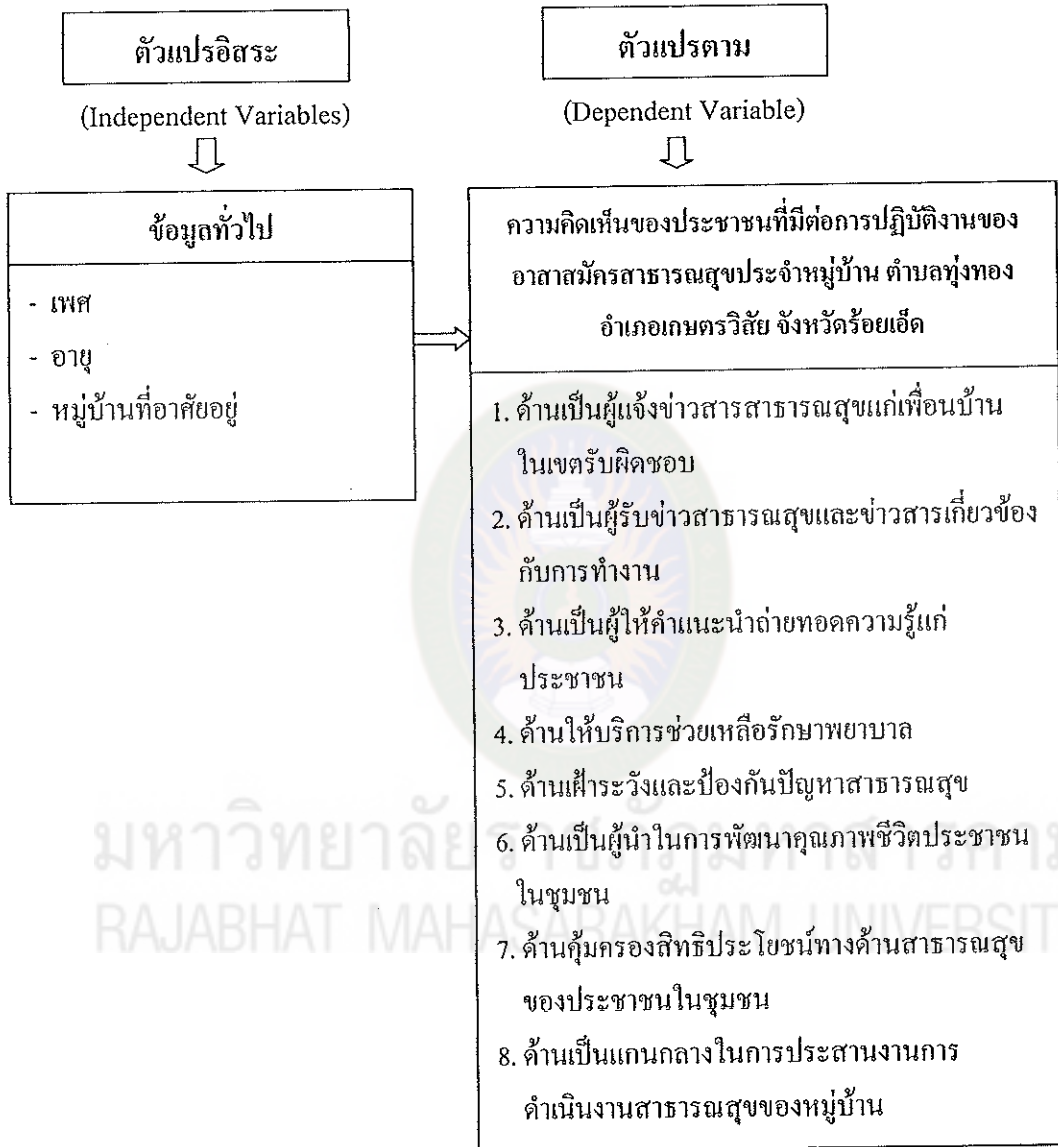 ตัวแปรอิสระ
(Independent Variables)
ข้อมูลทั่วไป
- เพศ
- อายุ
- หมู่บ้านที่อาศัยอยู่
ตัวแปรตาม
(Dependent Variable)
ความคิดเห็นของประชาชนที่มีต่อการปฏิบัติงานของ
อาสาสมัครสาธารณสุขประจำหมู่บ้าน ตำบลทุ่งทอง
อำเภอเกษตรวิสัย จังหวัดร้อยเอ็ด
1. ด้านเป็นผู้แจ้งข่าวสารสาธารณสุขแก่เพื่อนบ้าน
ในเขตรับผิดชอบ
2. ด้านเป็นผู้รับข่าวสาธารณสุขและข่าวสารเกี่ยวข้อง
กับการทำงาน
3. ด้านเป็นผู้ให้คำแนะนำถ่ายทอดความรู้แก่
ประชาชน
4. ด้านให้บริการช่วยเหลือรักษาพยาบาล
5. ด้านเฝ้าระวังและป้องกันปัญหาสาธารณสุข
6. ด้านเป็นผู้นำในการพัฒนาคุณภาพชีวิตประชาชน
ในชุมชน
7. ด้านคุ้มครองสิทธิประโยชน์ทางด้านสาธารณสุข
ของประชาชนในชุมชน
8. ด้านเป็นแกนกลางในการประสานงานการ
ดำเนินงานสาธารณสุขของหมู่บ้าน
มหาวิทยาลัยราชภัฏมหาสารคาม
RAJABHAT MAHASARAKHAM UNIVERSIT